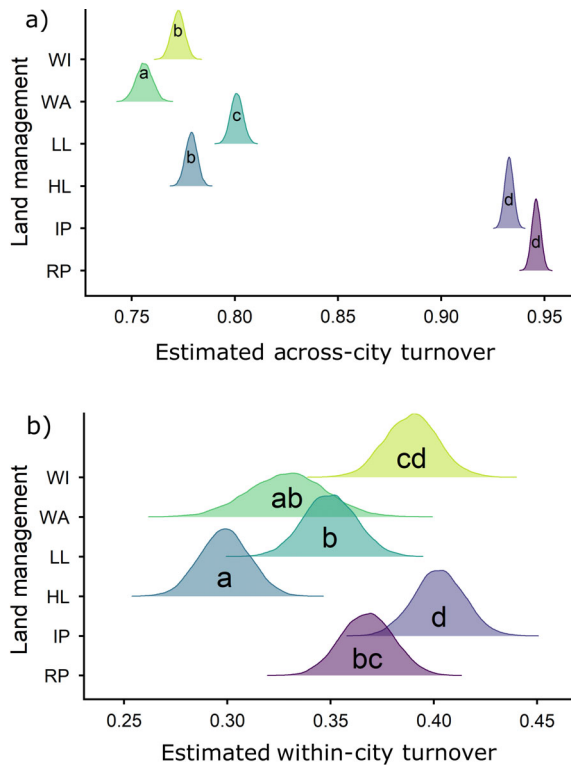 a)
Land management
WI
b
WA
a
LL
c
HL
b
IP
d
RP
d
0.75 0.80 0.85 0.90 0.95
Estimated across-city turnover
b)
Land management
WI
cd
WA
ab
LL
b
HL
a
IP
d
RP
bc
0.25 0.30 0.35 0.40 0.45
Estimated within-city turnover